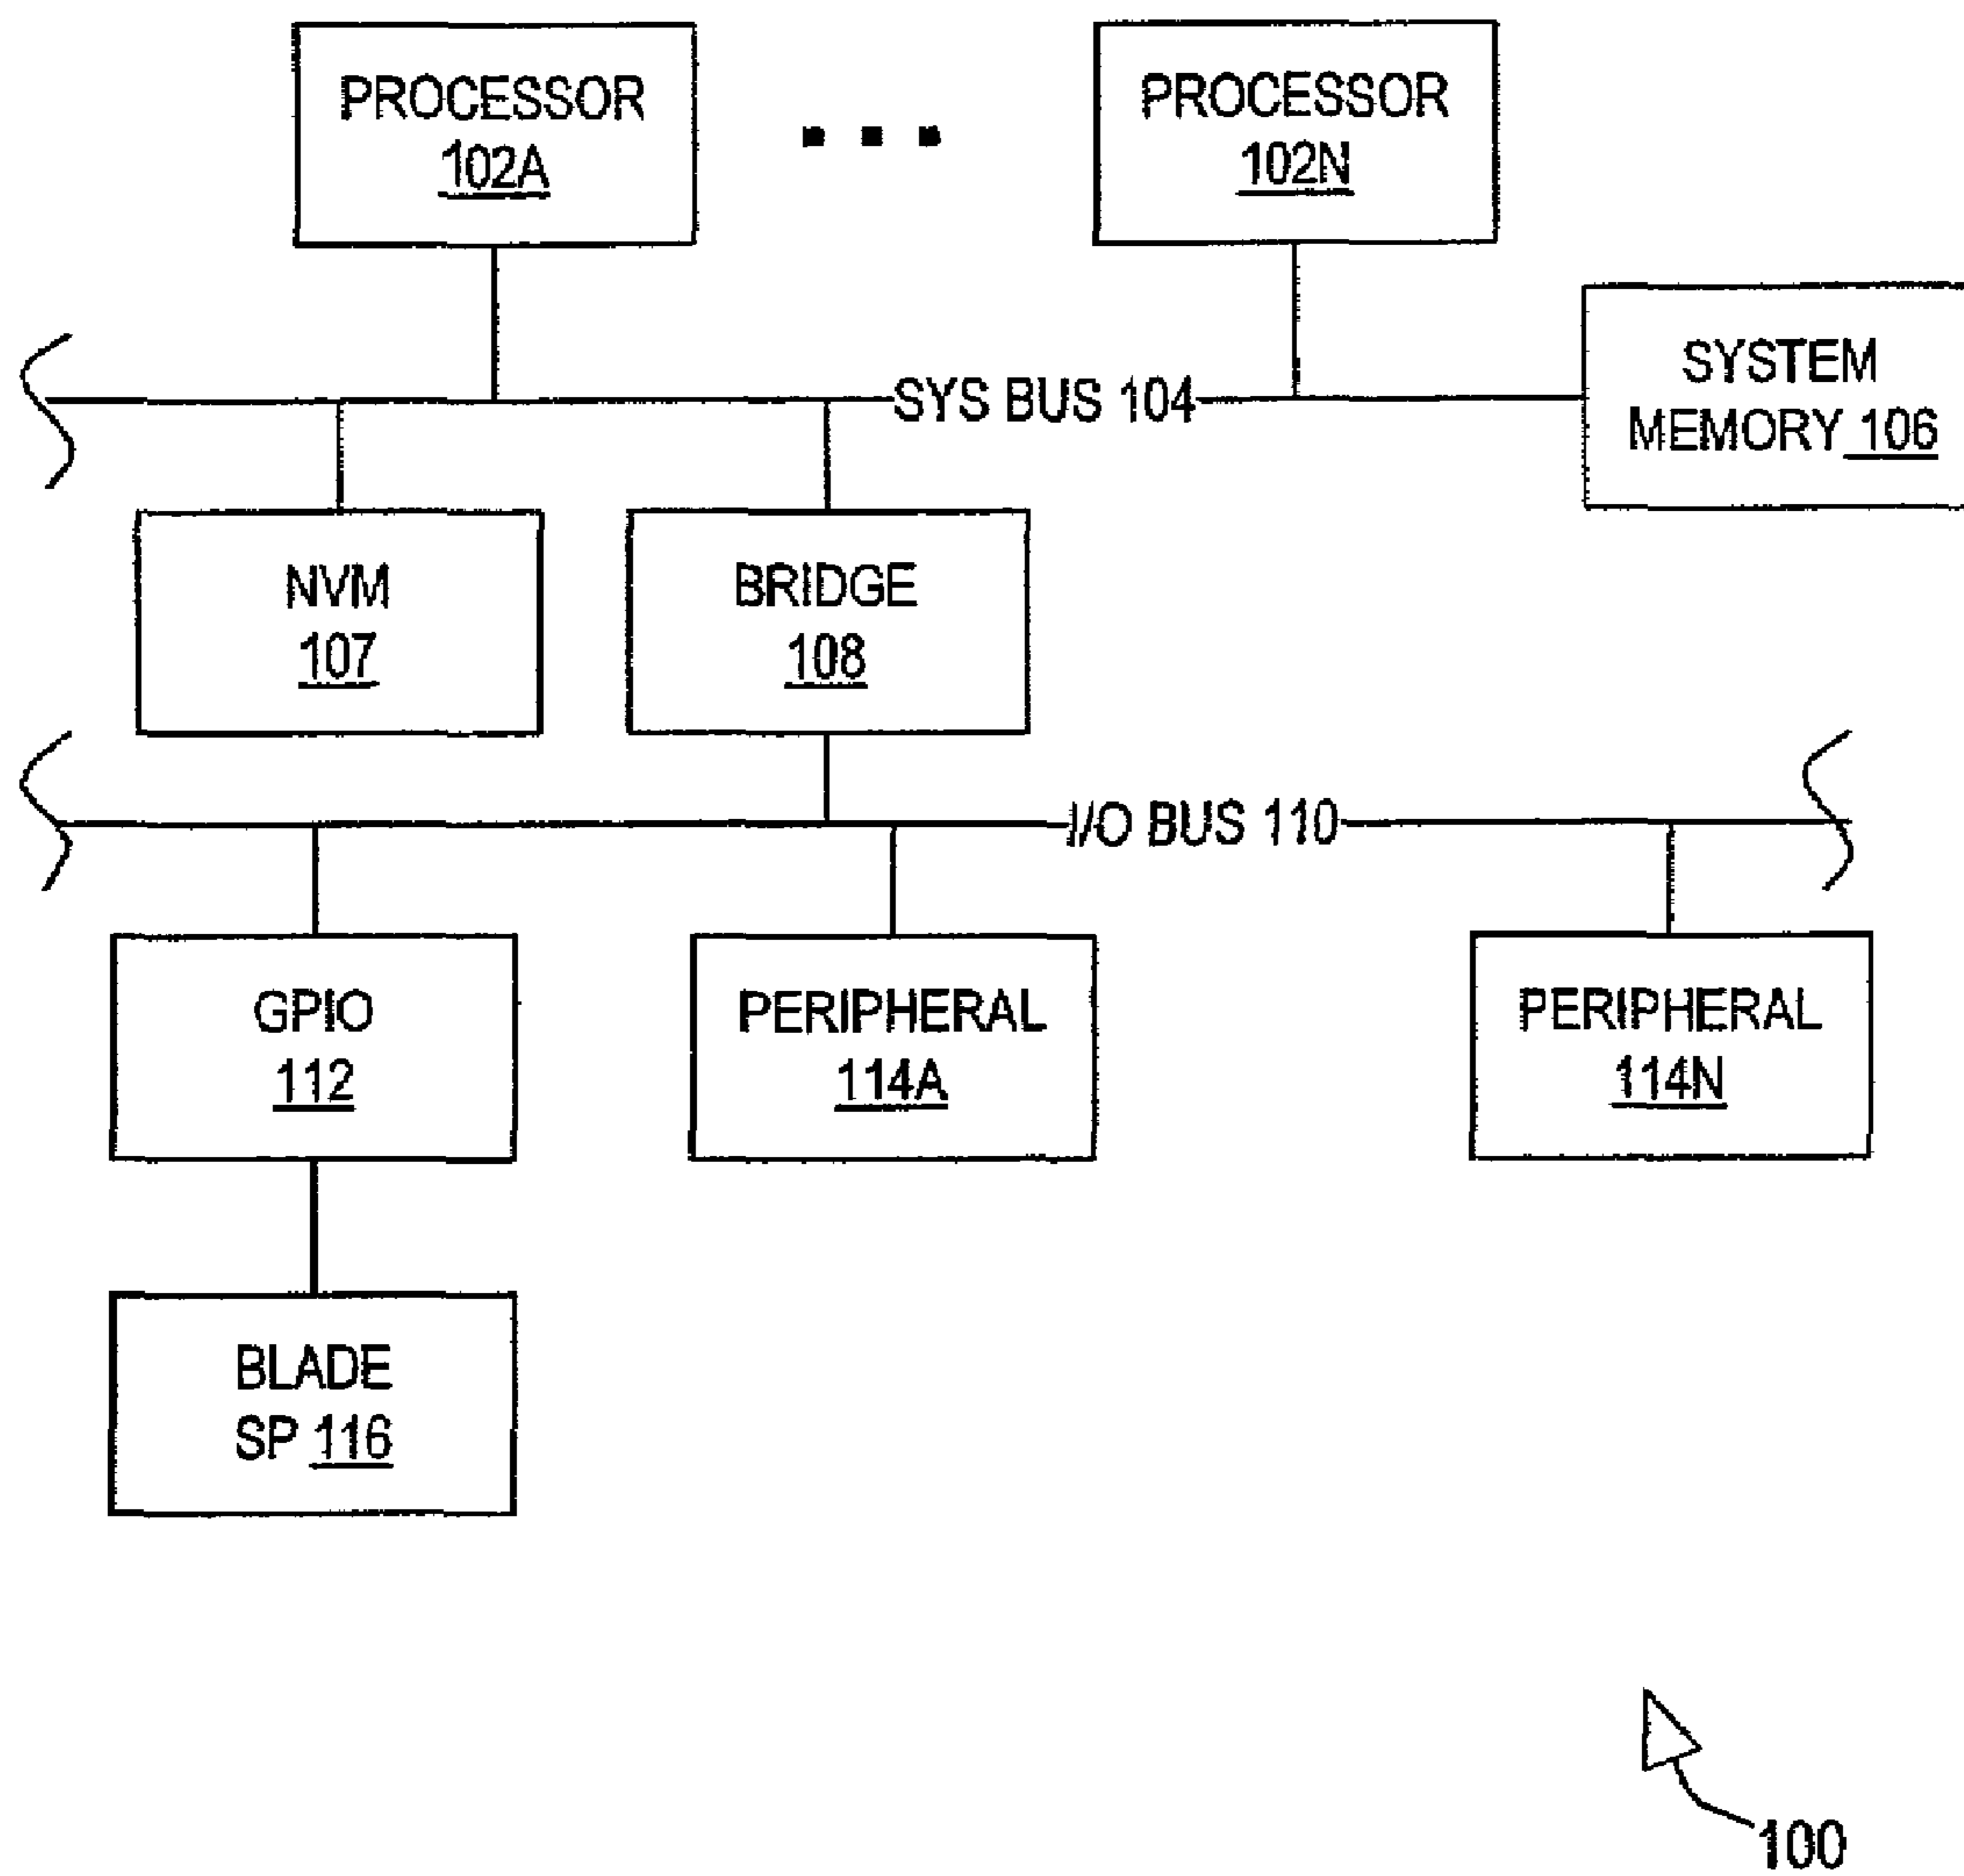 PROCESSOR
102A
PROCESSOR
102N
SYS BUS 104
SYSTEM
MEMORY 106
NVM
107
BRIDGE
108
I/O BUS 110
GPIO
112
PERIPHERAL
114A
PERIPHERAL
114N
BLADE
SP 116
100